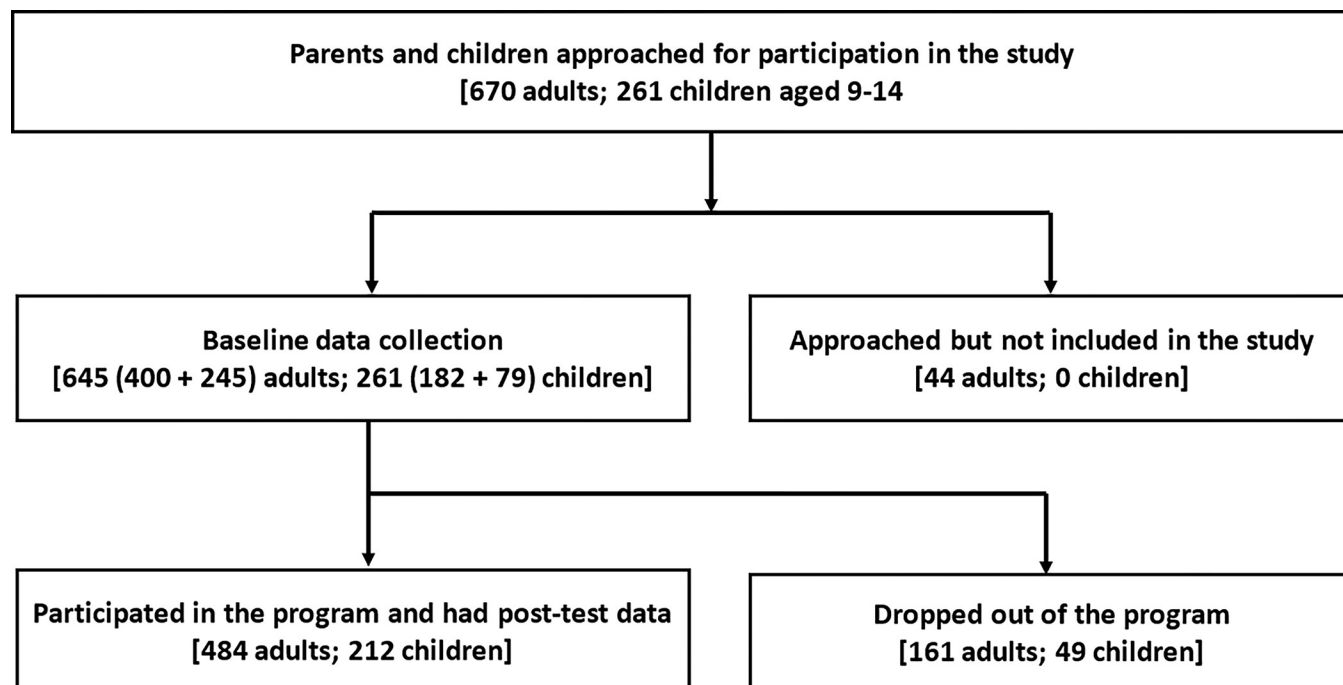 Parents and children approached for participation in the study
[670 adults; 261 children aged 9-14
Baseline data collection
[645 (400 + 245) adults; 261 (182 + 79) children]
Approached but not included in the study
[44 adults; 0 children]
Participated in the program and had post-test data
[484 adults; 212 children]
Dropped out of the program
[161 adults; 49 children]